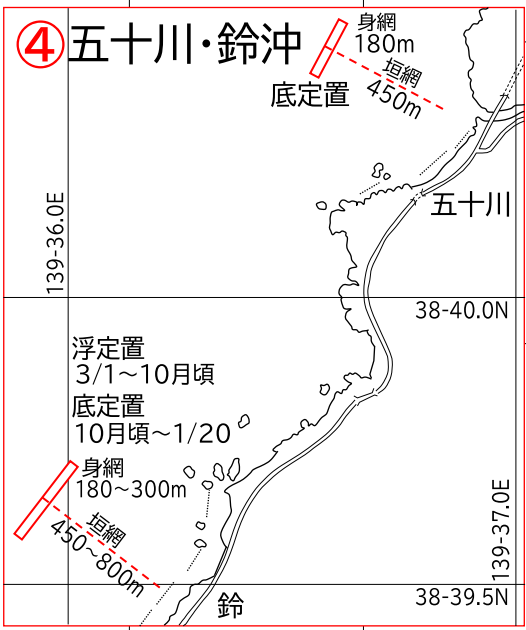 ④五十川・鈴沖
身網
180m
垣網
450m
底定置
五十川
139-36.0E
38-40.0N
浮定置
3/1～10月頃
底定置
10月頃～1/20
身網
180～300m
垣網
450～800m
139-37.0E
38-39.5N
鈴